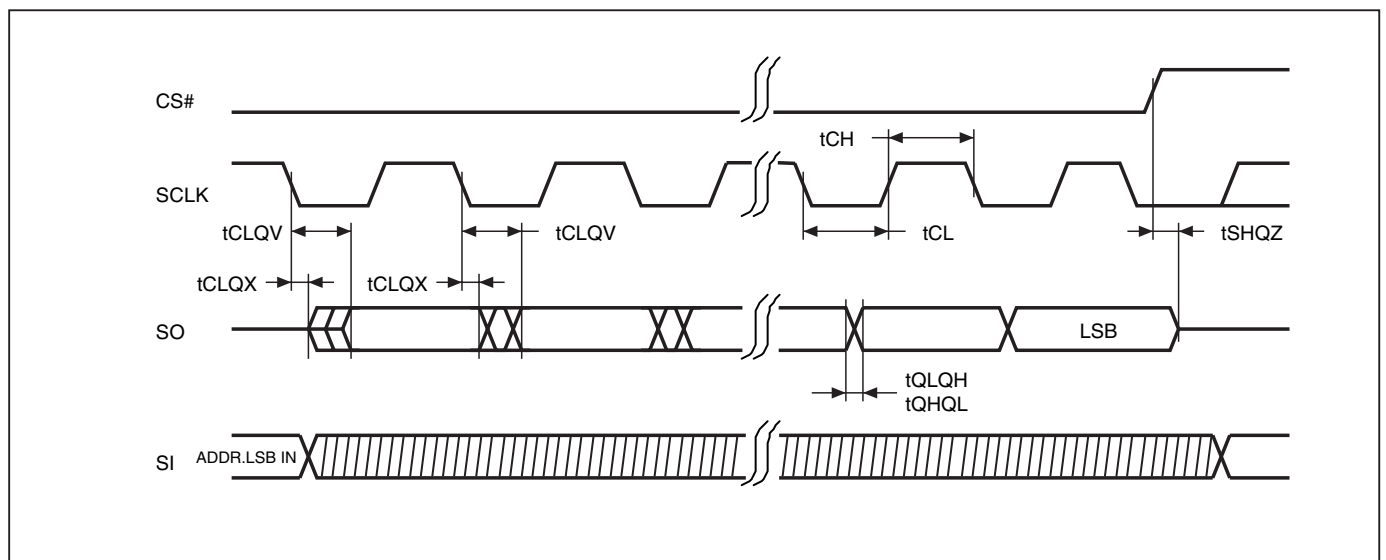 CS#
tCH
SCLK
tCLQV
tCLQV
tCL
tSHQZ
tCLQX
tCLQX
SO
LSB
tQLQH
tQHQL
SI
ADDR.LSB IN